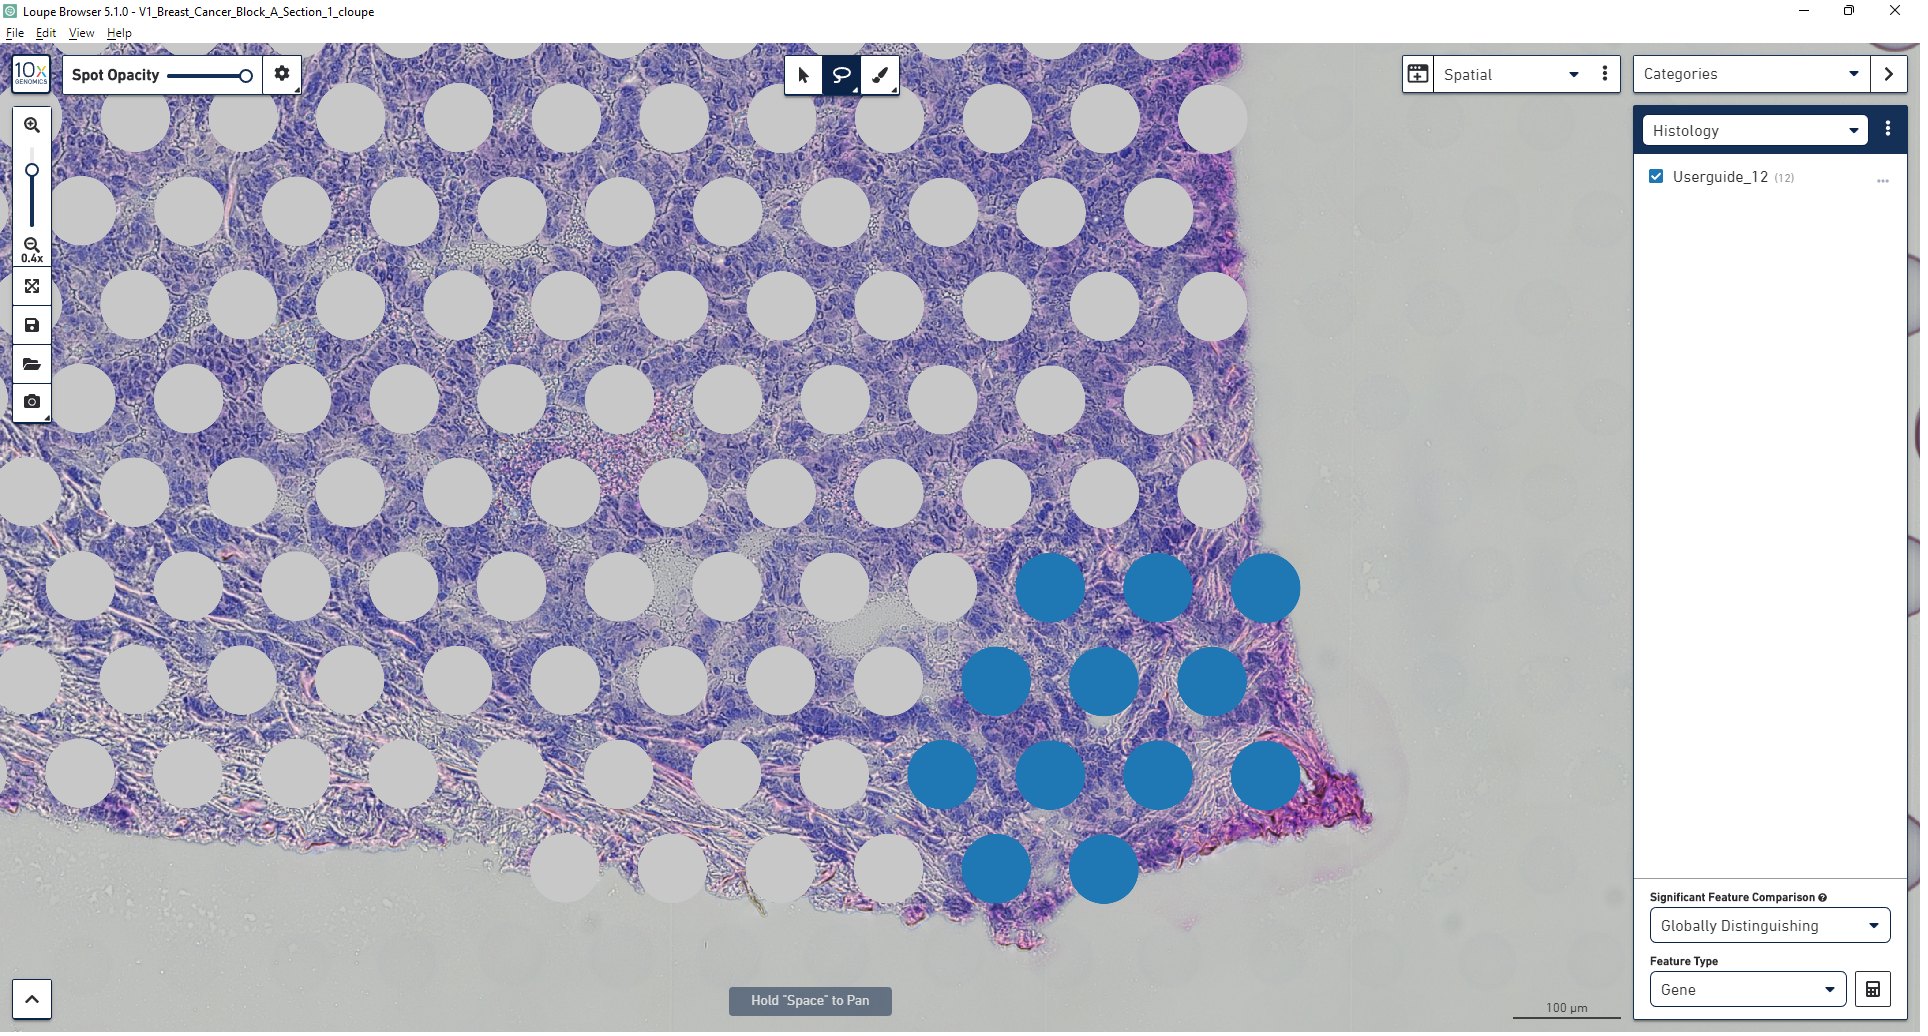 Loupe Browser 5.1.0 - V1_Breast_Cancer_Block_A_Section_1_cloupe
File Edit View Help
10x
GENOMICS
Spot Opacity
Spatial
Categories
Histology
Userguide_12 (12)
0.4x
Significant Feature Comparison
Globally Distinguishing
Feature Type
Gene
Hold "Space" to Pan
100 µm